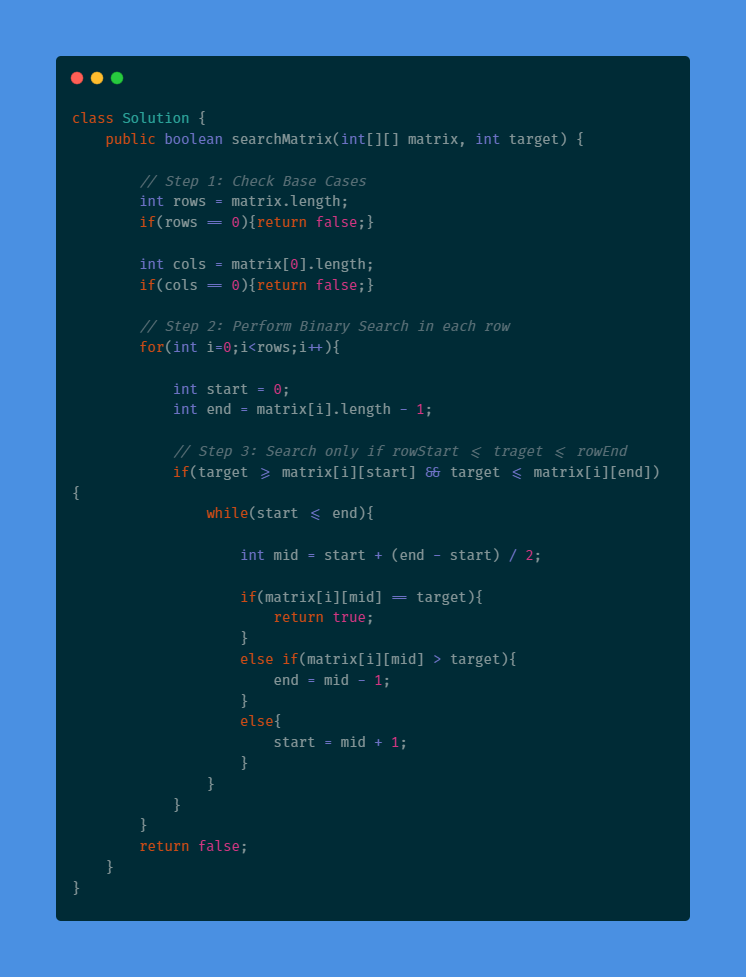 class Solution {
    public boolean searchMatrix(int[][] matrix, int target) {

        // Step 1: Check Base Cases
        int rows = matrix.length;
        if(rows == 0){return false;}

        int cols = matrix[0].length;
        if(cols == 0){return false;}

        // Step 2: Perform Binary Search in each row
        for(int i=0;i<rows;i++){

            int start = 0;
            int end = matrix[i].length - 1;

            // Step 3: Search only if rowStart <= traget <= rowEnd
            if(target >= matrix[i][start] && target <= matrix[i][end])
{
                while(start <= end){

                    int mid = start + (end - start) / 2;

                    if(matrix[i][mid] == target){
                        return true;
                    }
                    else if(matrix[i][mid] > target){
                        end = mid - 1;
                    }
                    else{
                        start = mid + 1;
                    }
                }
            }
        }
        return false;
    }
}